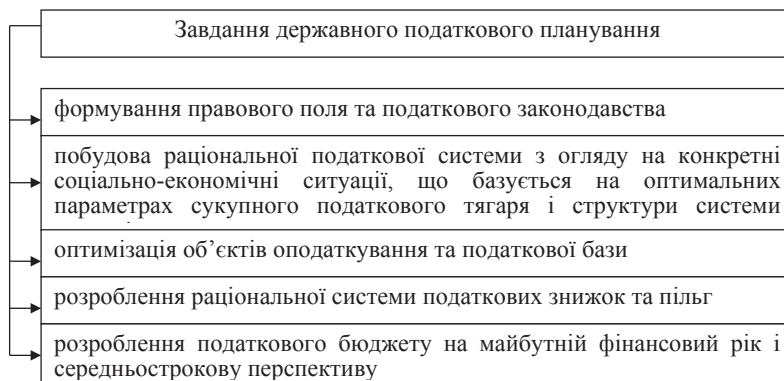 Завдання державного податкового планування
формування правового поля та податкового законодавства
побудова раціональної податкової системи з огляду на конкретні
соціально-економічні ситуації, що базується на оптимальних
параметрах сукупного податкового тягаря і структури системи
оптимізація об’єктів оподаткування та податкової бази
розроблення раціональної системи податкових знижок та пільг
розроблення податкового бюджету на майбутній фінансовий рік і
середньострокову перспективу